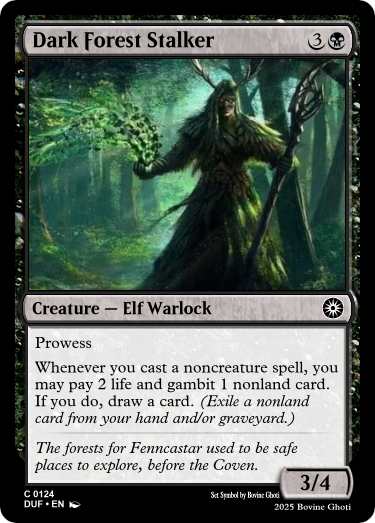 Dark Forest Stalker 3
Creature — Elf Warlock
Prowess
Whenever you cast a noncreature spell, you
may pay 2 life and gambit 1 nonland card.
If you do, draw a card. (Exile a nonland
card from your hand and/or graveyard.)
The forests for Fenncastar used to be safe
places to explore, before the Coven.
3/4
C 0124
DUF • EN
Set Symbol by Bovine Ghoti
2025 Bovine Ghoti